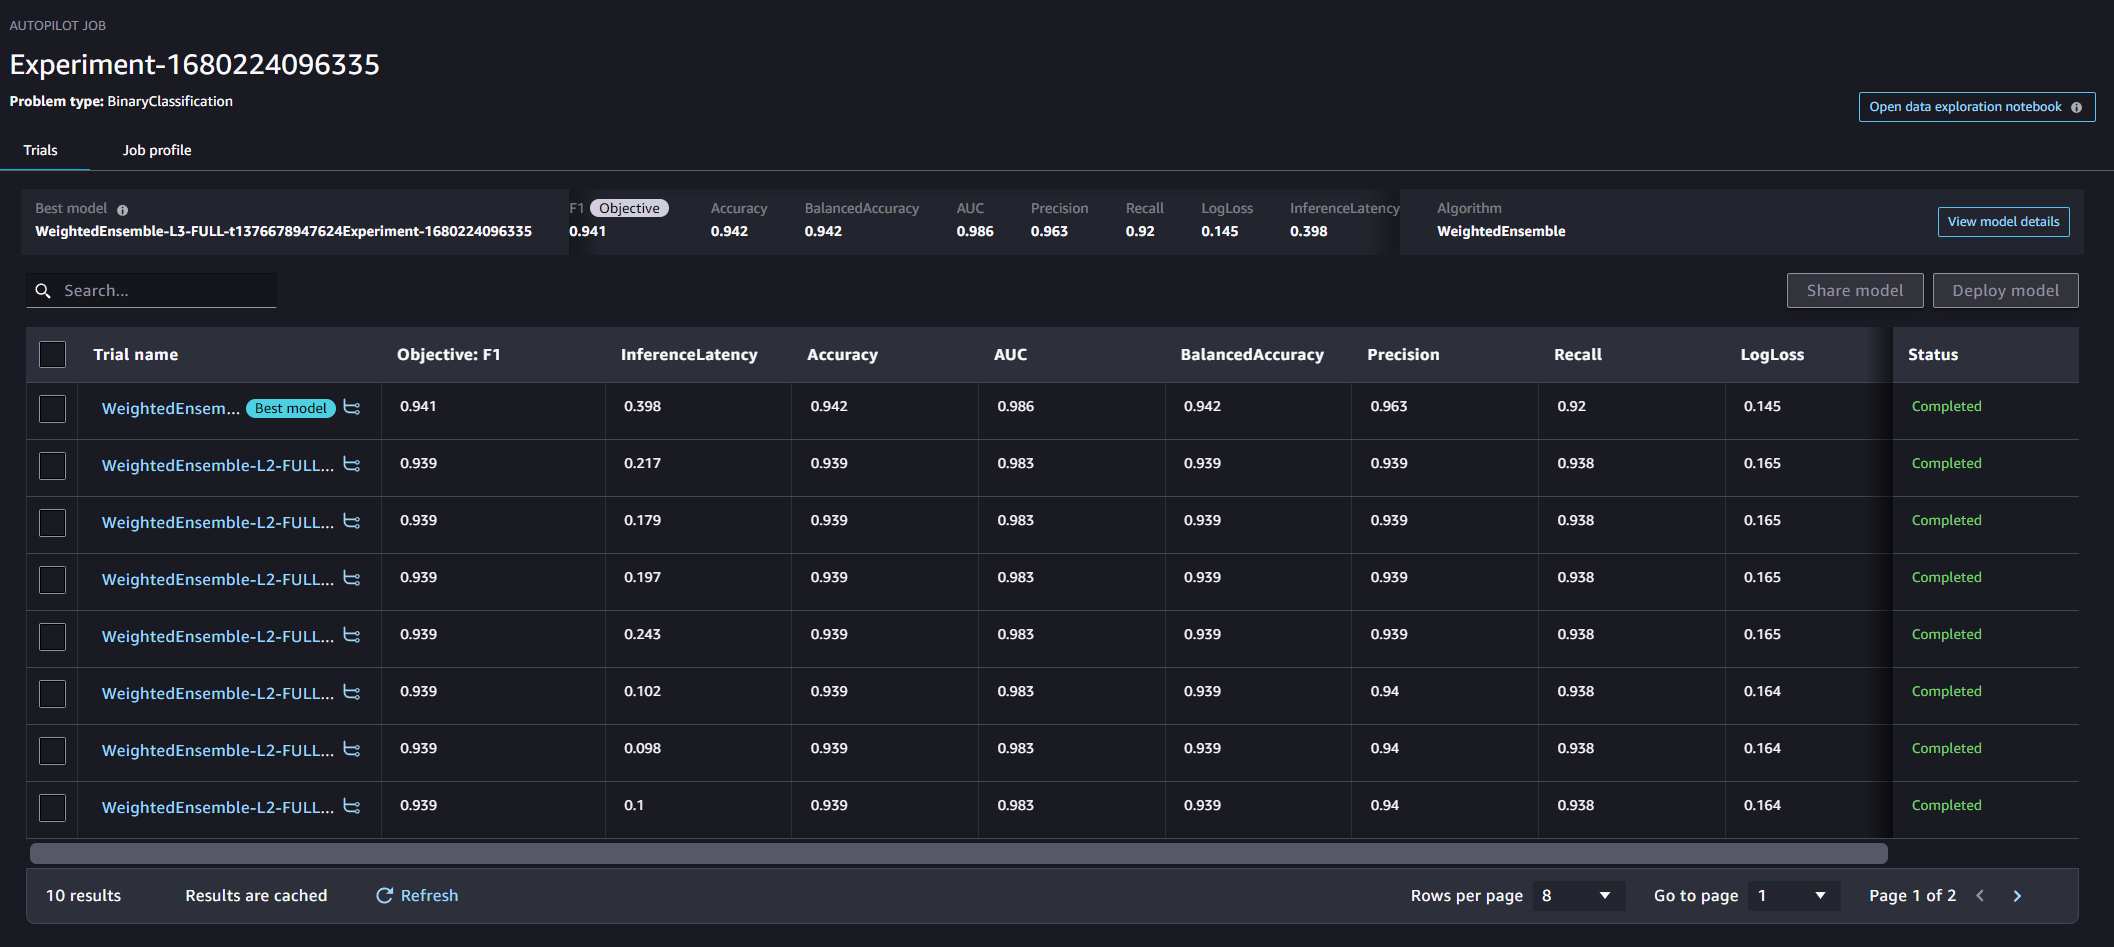 AUTOPILOT JOB
Experiment-1680224096335
Problem type: BinaryClassification
Open data exploration notebook
Trials Job profile
Best model F1 Objective Accuracy BalancedAccuracy AUC Precision Recall LogLoss InferenceLatency Algorithm
WeightedEnsemble-L3-FULL-t1376678947624Experiment-1680224096335 0.941 0.942 0.942 0.986 0.963 0.92 0.145 0.398 WeightedEnsemble
View model details
Search...
Share model Deploy model
Trial name Objective: F1 InferenceLatency Accuracy AUC BalancedAccuracy Precision Recall LogLoss Status
WeightedEnsem... Best model 0.941 0.398 0.942 0.986 0.942 0.963 0.92 0.145 Completed
WeightedEnsemble-L2-FULL... 0.939 0.217 0.939 0.983 0.939 0.939 0.938 0.165 Completed
WeightedEnsemble-L2-FULL... 0.939 0.179 0.939 0.983 0.939 0.939 0.938 0.165 Completed
WeightedEnsemble-L2-FULL... 0.939 0.197 0.939 0.983 0.939 0.939 0.938 0.165 Completed
WeightedEnsemble-L2-FULL... 0.939 0.243 0.939 0.983 0.939 0.939 0.938 0.165 Completed
WeightedEnsemble-L2-FULL... 0.939 0.102 0.939 0.983 0.939 0.94 0.938 0.164 Completed
WeightedEnsemble-L2-FULL... 0.939 0.098 0.939 0.983 0.939 0.94 0.938 0.164 Completed
WeightedEnsemble-L2-FULL... 0.939 0.1 0.939 0.983 0.939 0.94 0.938 0.164 Completed
10 results Results are cached Refresh Rows per page 8 Go to page 1 Page 1 of 2